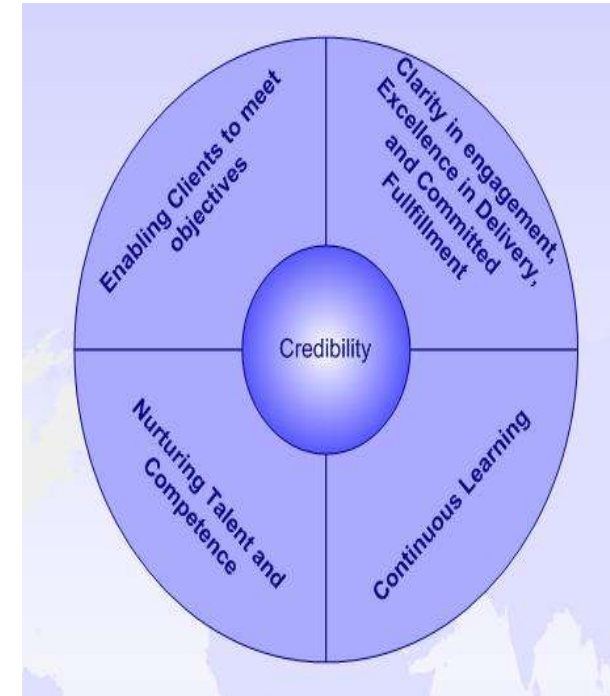 Enabling Clients to meet
objectives
Clarity in engagement,
Excellence in Delivery,
and Committed
Fullfillment
Credibility
Nurturing Talent and
Competence
Continuous Learning